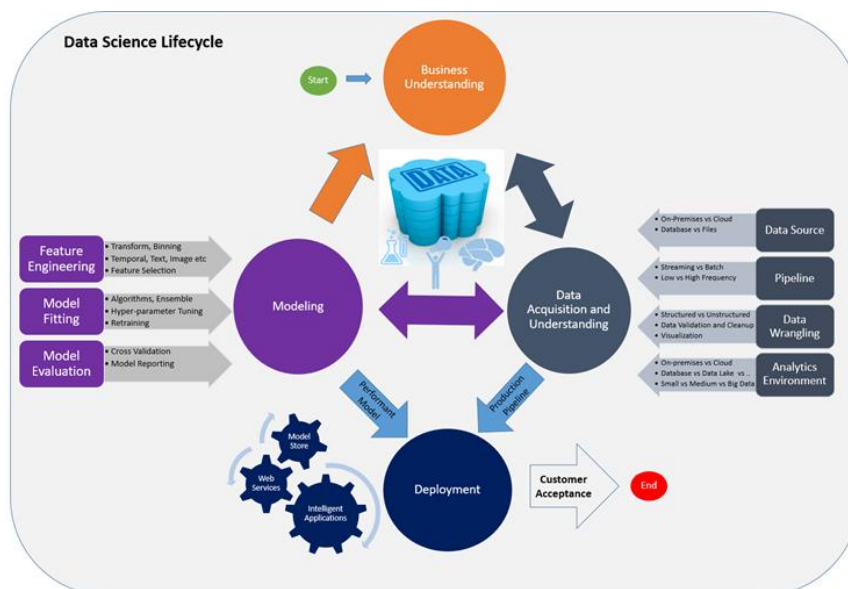 Data Science Lifecycle
Start
Business
Understanding
DATA
Feature
Engineering
• Transform, Binning
• Temporal, Text, Image etc
• Feature Selection
Model
Fitting
• Algorithms, Ensemble
• Hyper-parameter Tuning
• Retraining
Model
Evaluation
• Cross Validation
• Model Reporting
Modeling
Data
Acquisition and
Understanding
• On-Premises vs Cloud
• Database vs Files
Data Source
• Streaming vs Batch
• Low vs High Frequency
Pipeline
• Structured vs Unstructured
• Data Validation and Cleanup
• Visualization
Data
Wrangling
• On-premises vs Cloud
• Database vs Data Lake vs ..
• Small vs Medium vs Big Data
Analytics
Environment
Performant
Model
Production
Pipeline
Model
Store
Web
Services
Intelligent
Applications
Deployment
Customer
Acceptance
End